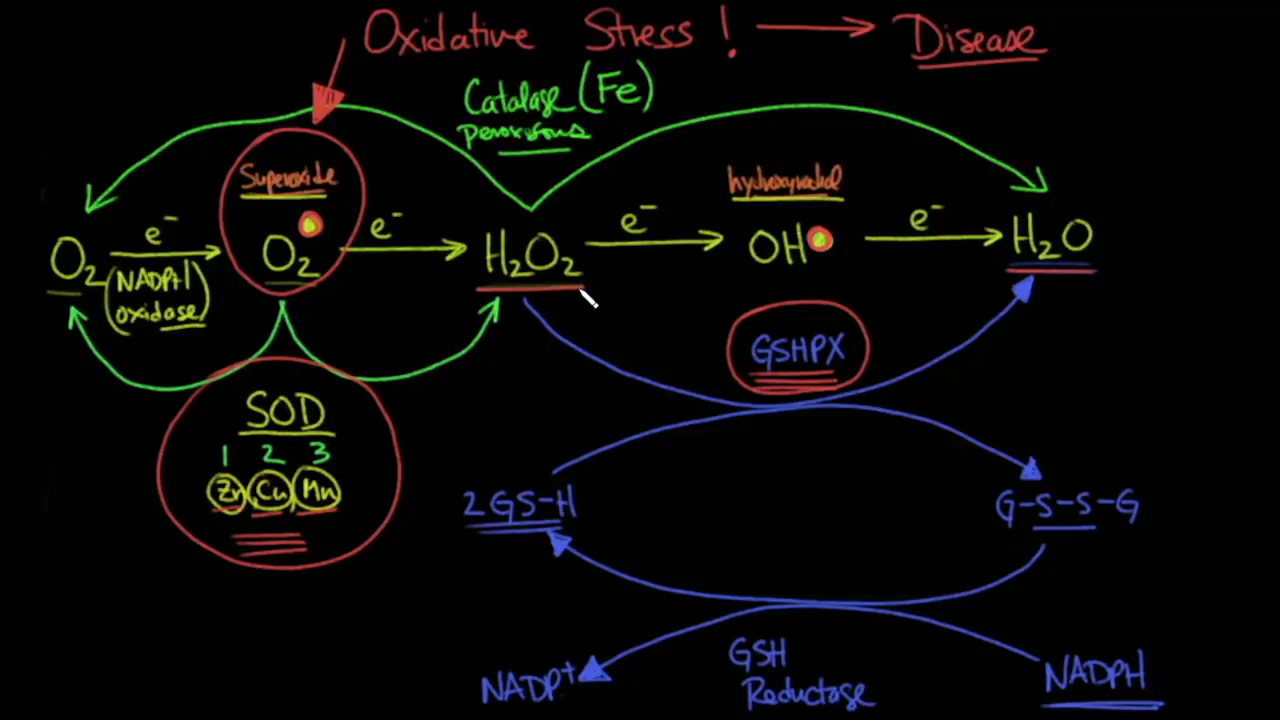 Oxidative Stress ! → Disease
Catalase (Fe)
Superoxide
hydroxyradial
O₂
e⁻
(NADPH
oxidase)
O₂
e⁻
H₂O₂
e⁻
OH
e⁻
H₂O
GSHPX
SOD
1 2 3
Zn, Cu, Mn
2GS-H
G-S-S-G
NADP⁺
GSH
Reductase
NADPH